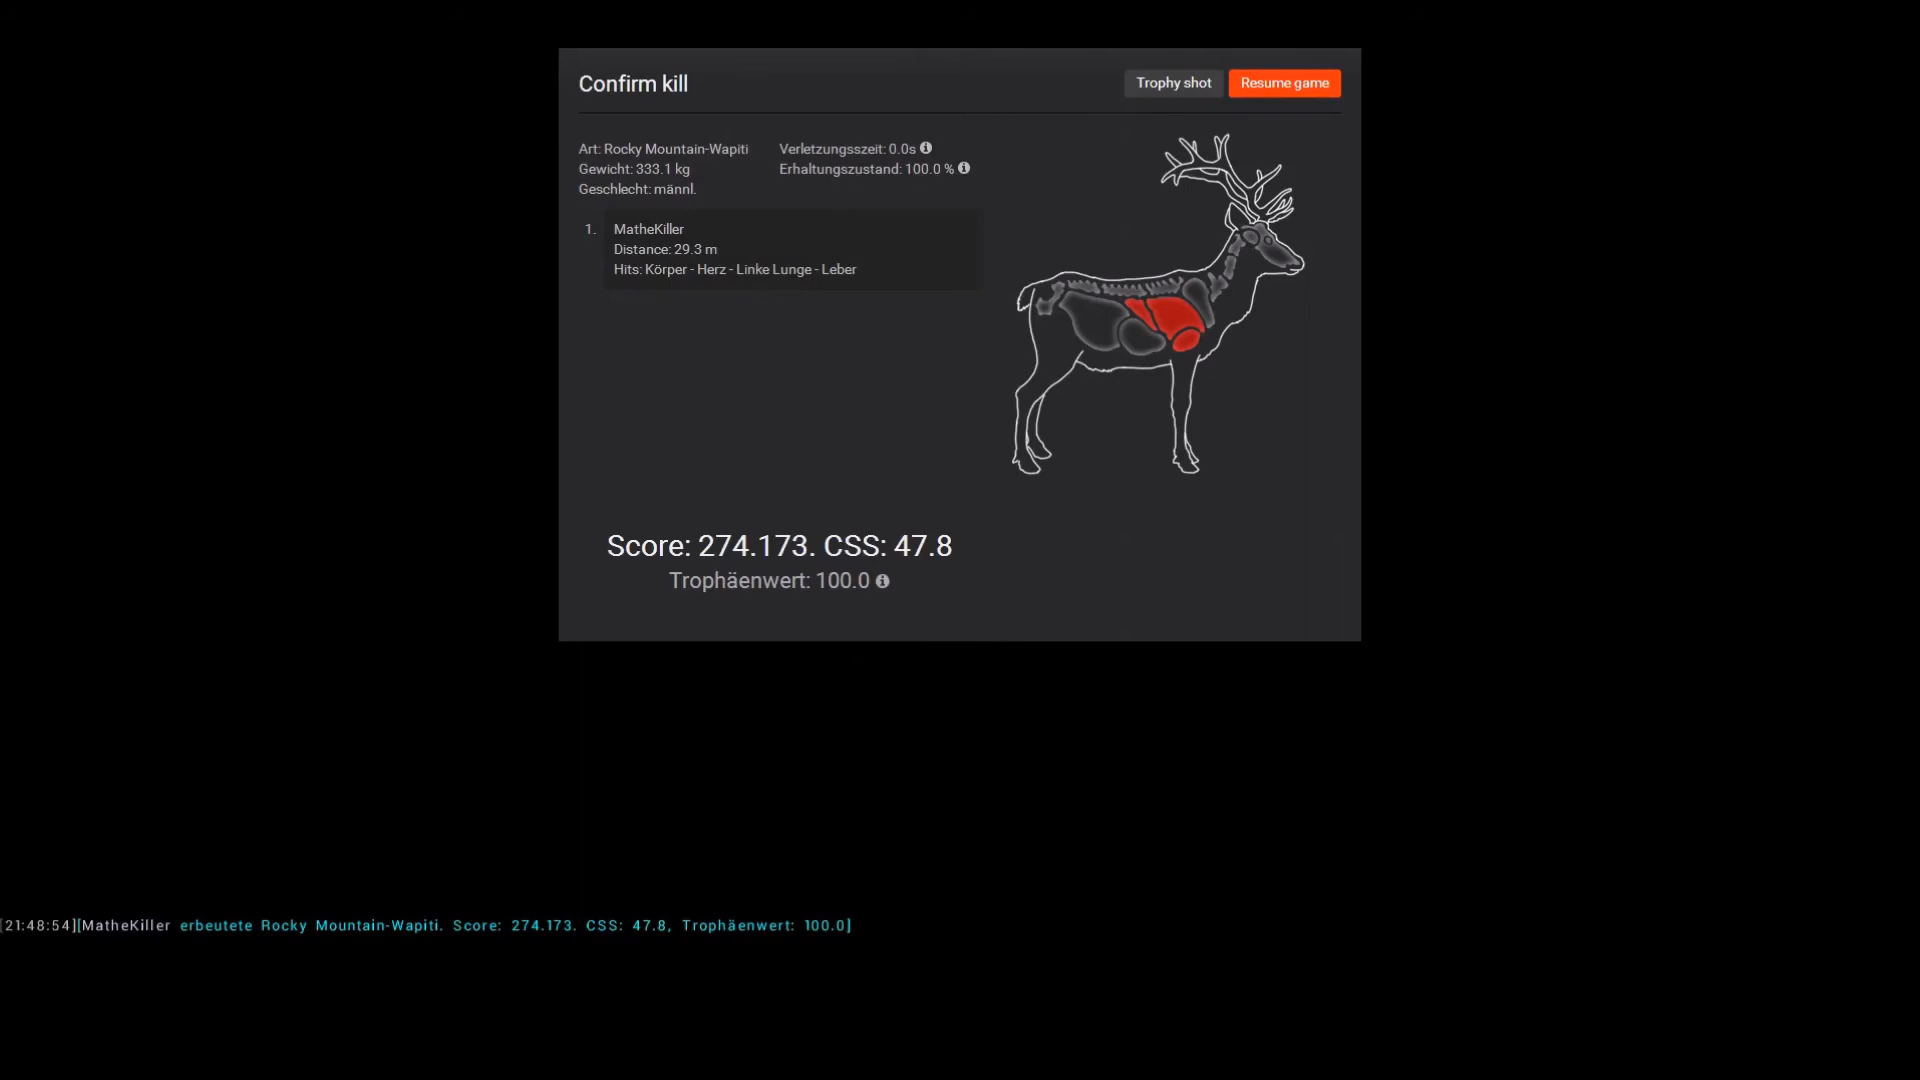 Confirm kill
Trophy shot
Resume game
Art: Rocky Mountain-Wapiti
Gewicht: 333.1 kg
Geschlecht: männl.
Verletzungsszeit: 0.0s
Erhaltungszustand: 100.0 %
1. MatheKiller
Distance: 29.3 m
Hits: Körper - Herz - Linke Lunge - Leber
Score: 274.173. CSS: 47.8
Trophäenwert: 100.0
[21:48:54][MatheKiller erbeutete Rocky Mountain-Wapiti. Score: 274.173. CSS: 47.8, Trophäenwert: 100.0]